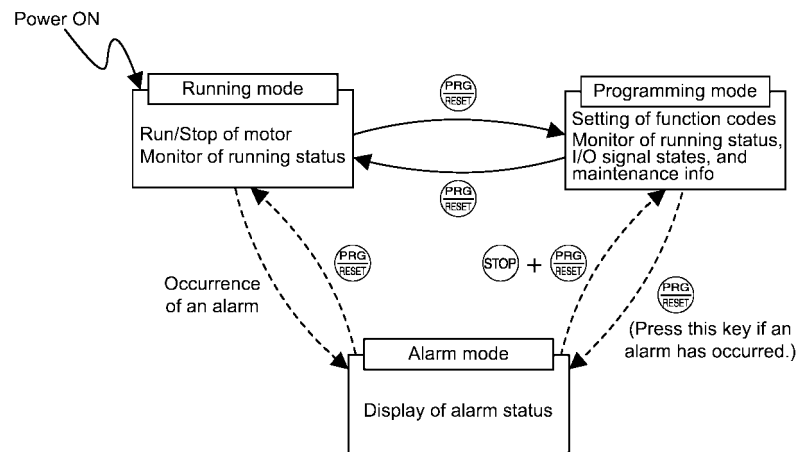 Power ON
Running mode
Run/Stop of motor
Monitor of running status
PRG
RESET
PRG
RESET
Programming mode
Setting of function codes
Monitor of running status,
I/O signal states, and
maintenance info
Occurrence
of an alarm
PRG
RESET
STOP + PRG
RESET
PRG
RESET
(Press this key if an
alarm has occurred.)
Alarm mode
Display of alarm status